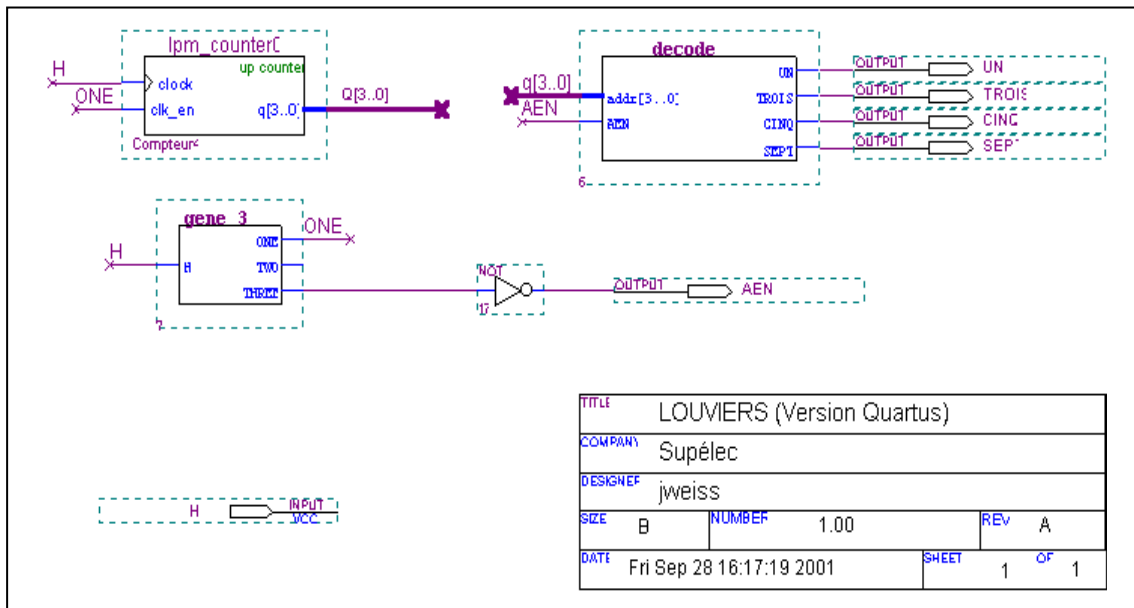 lpm_counter0
up counter
H
clock
ONE
clk_en
q[3..0]
Q[3..0]
decode
q[3..0]
addr[3..0]
AEN
AEN
UN
TROIS
CINQ
SEPT
6
OUTPUT
UN
OUTPUT
TROIS
OUTPUT
CINQ
OUTPUT
SEPT
gene_3
H
H
ONE
TWO
THREE
ONE
7
NOT
17
OUTPUT
AEN
H
INPUT
VCC
TITLE LOUVIERS (Version Quartus)
COMPANY Supélec
DESIGNER jweiss
SIZE B NUMBER 1.00 REV A
DATE Fri Sep 28 16:17:19 2001 SHEET 1 OF 1